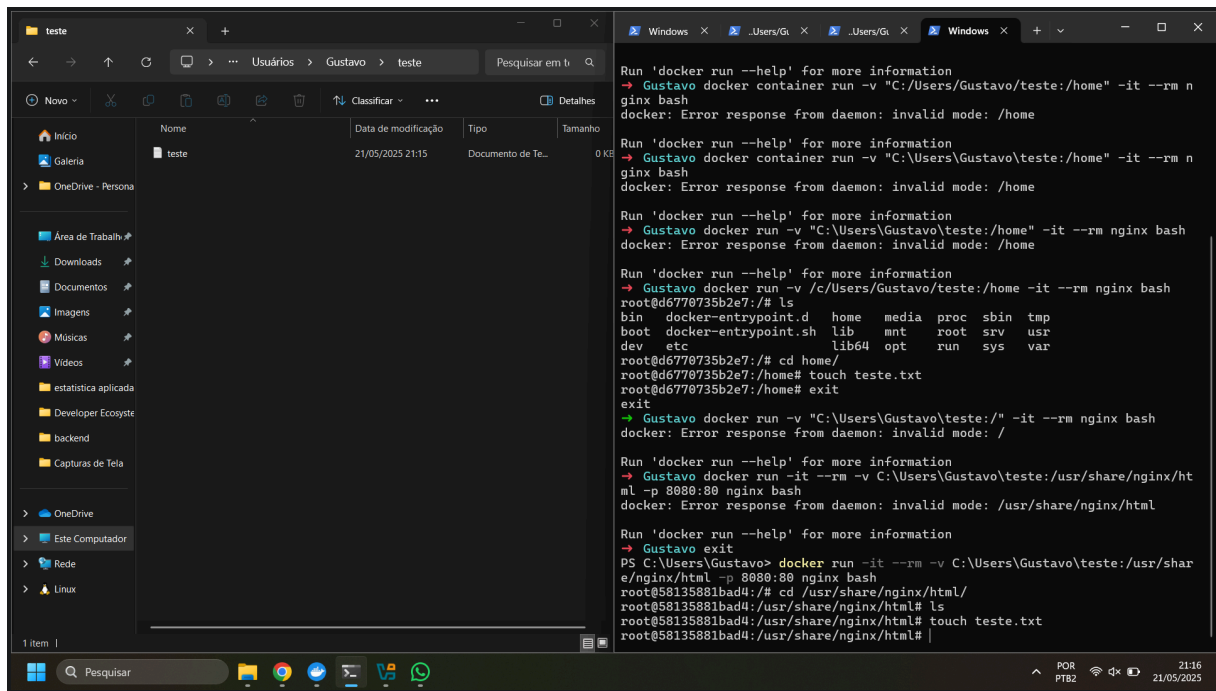 teste
Windows
..Users/Gu
..Users/Gu
Windows
Usuários > Gustavo > teste
Pesquisar em te
Novo
Classificar
Detalhes
Nome
Data de modificação
Tipo
Tamanho
teste
21/05/2025 21:15
Documento de Te...
0 KB
Início
Galeria
OneDrive - Persona
Área de Trabalho
Downloads
Documentos
Imagens
Músicas
Vídeos
estatistica aplicada
Developer Ecosyste
backend
Capturas de Tela
OneDrive
Este Computador
Rede
Linux
1 item
Run 'docker run --help' for more information
→ Gustavo docker container run -v "C:/Users/Gustavo/teste:/home" -it --rm n
ginx bash
docker: Error response from daemon: invalid mode: /home
Run 'docker run --help' for more information
→ Gustavo docker container run -v "C:\Users\Gustavo\teste:/home" -it --rm n
ginx bash
docker: Error response from daemon: invalid mode: /home
Run 'docker run --help' for more information
→ Gustavo docker run -v "C:\Users\Gustavo\teste:/home" -it --rm nginx bash
docker: Error response from daemon: invalid mode: /home
Run 'docker run --help' for more information
→ Gustavo docker run -v /c/Users/Gustavo/teste:/home -it --rm nginx bash
root@d6770735b2e7:/# ls
bin docker-entrypoint.d home media proc sbin tmp
boot docker-entrypoint.sh lib mnt root srv usr
dev etc lib64 opt run sys var
root@d6770735b2e7:/# cd home/
root@d6770735b2e7:/home# touch teste.txt
root@d6770735b2e7:/home# exit
exit
→ Gustavo docker run -v "C:\Users\Gustavo\teste:/" -it --rm nginx bash
docker: Error response from daemon: invalid mode: /
Run 'docker run --help' for more information
→ Gustavo docker run -it --rm -v C:\Users\Gustavo\teste:/usr/share/nginx/ht
ml -p 8080:80 nginx bash
docker: Error response from daemon: invalid mode: /usr/share/nginx/html
Run 'docker run --help' for more information
→ Gustavo exit
PS C:\Users\Gustavo> docker run -it --rm -v C:\Users\Gustavo\teste:/usr/shar
e/nginx/html -p 8080:80 nginx bash
root@58135881bad4:/# cd /usr/share/nginx/html/
root@58135881bad4:/usr/share/nginx/html# ls
root@58135881bad4:/usr/share/nginx/html# touch teste.txt
root@58135881bad4:/usr/share/nginx/html#
Pesquisar
POR
PTB2
21:16
21/05/2025